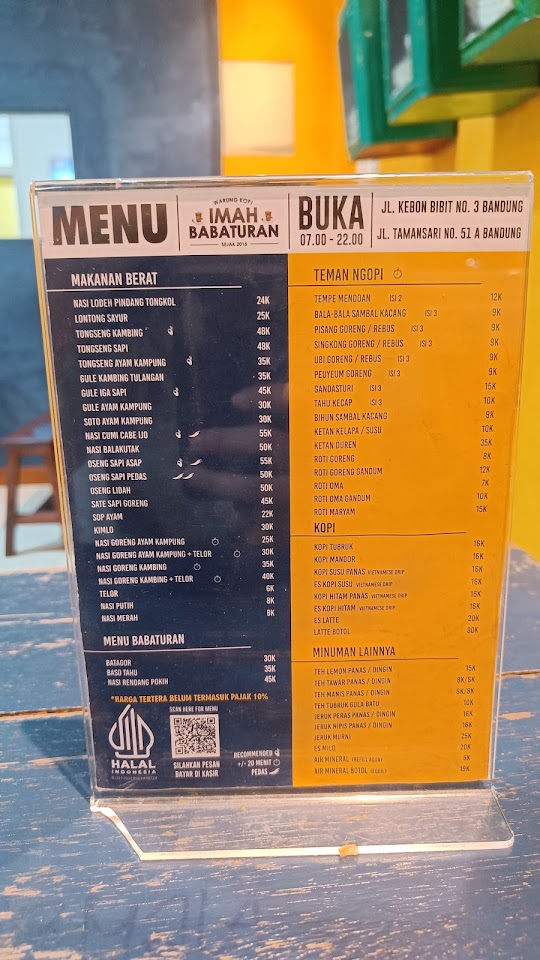 MENU
WARUNG KOPI
IMAH
BABATURAN
SEJAK 2015
BUKA
07.00 - 22.00
JL. KEBON BIBIT NO. 3 BANDUNG
JL. TAMANSARI NO. 51 A BANDUNG
MAKANAN BERAT
NASI LODEH PINDANG TONGKOL 24K
LONTONG SAYUR 25K
TONGSENG KAMBING 48K
TONGSENG SAPI 48K
TONGSENG AYAM KAMPUNG 35K
GULE KAMBING TULANGAN 35K
GULE IGA SAPI 45K
GULE AYAM KAMPUNG 30K
SOTO AYAM KAMPUNG 30K
NASI CUMI CABE IJO 55K
NASI BALAKUTAK 50K
OSENG SAPI ASAP 55K
OSENG SAPI PEDAS 50K
OSENG LIDAH 50K
SATE SAPI GORENG 45K
SOP AYAM 22K
KIMLO 30K
NASI GORENG AYAM KAMPUNG 25K
NASI GORENG AYAM KAMPUNG + TELOR 30K
NASI GORENG KAMBING 35K
NASI GORENG KAMBING + TELOR 40K
TELOR 6K
NASI PUTIH 8K
NASI MERAH 8K
MENU BABATURAN
BATAGOR 30K
BASO TAHU 35K
NASI RENDANG POKIH 45K
*HARGA TERTERA BELUM TERMASUK PAJAK 10%
HALAL
INDONESIA
SCAN HERE FOR MENU
SILAHKAN PESAN
BAYAR DI KASIR
RECOMMENDED
+/- 20 MENIT
PEDAS
TEMAN NGOPI
TEMPE MENDOAN ISI 2 12K
BALA-BALA SAMBAL KACANG ISI 3 9K
PISANG GORENG / REBUS ISI 3 9K
SINGKONG GORENG / REBUS ISI 3 9K
UBI GORENG / REBUS ISI 3 9K
PEUYEUM GORENG ISI 3 9K
GANDASTURI ISI 3 15K
TAHU KECAP ISI 3 10K
BIHUN SAMBAL KACANG 9K
KETAN KELAPA / SUSU 10K
KETAN DUREN 35K
ROTI GORENG 8K
ROTI GORENG GANDUM 12K
ROTI OMA 7K
ROTI OMA GANDUM 10K
ROTI MARYAM 15K
KOPI
KOPI TUBRUK 16K
KOPI MANDOR 16K
KOPI SUSU PANAS VIETNAMESE DRIP 16K
ES KOPI SUSU VIETNAMESE DRIP 16K
KOPI HITAM PANAS VIETNAMESE DRIP 16K
ES KOPI HITAM VIETNAMESE DRIP 16K
ES LATTE 20K
LATTE BOTOL 80K
MINUMAN LAINNYA
TEH LEMON PANAS / DINGIN 15K
TEH TAWAR PANAS / DINGIN 8K/8K
TEH MANIS PANAS / DINGIN 8K/8K
TEH TUBRUK GULA BATU 10K
JERUK PERAS PANAS / DINGIN 16K
JERUK NIPIS PANAS / DINGIN 16K
JERUK MURNI 25K
ES MILO 20K
AIR MINERAL (REFILL AQUA) 5K
AIR MINERAL BOTOL (EQUIL) 19K